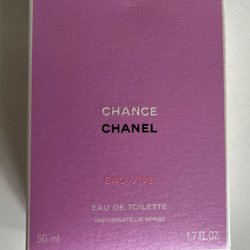 CHANCE
CHANEL
EAU VIVE
EAU DE TOILETTE
VAPORISATEUR SPRAY
50 ml 1.7 FL.OZ.